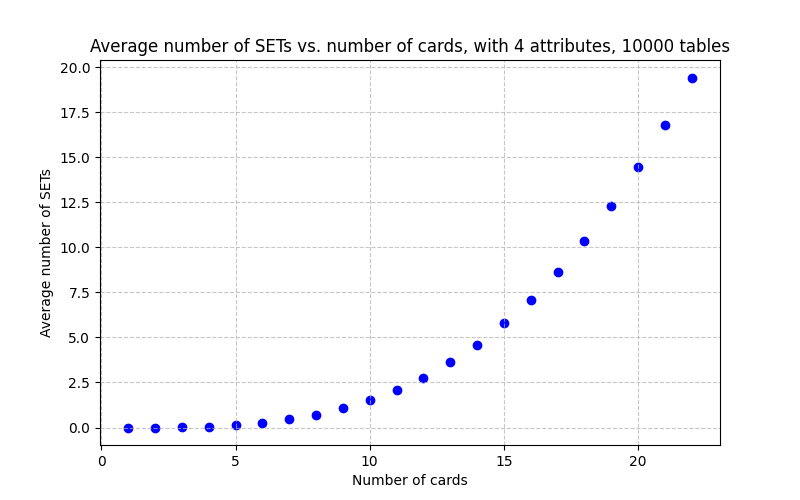 Average number of SETs vs. number of cards, with 4 attributes, 10000 tables
20.0
17.5
15.0
12.5
10.0
7.5
5.0
2.5
0.0
Average number of SETs
0 5 10 15 20
Number of cards